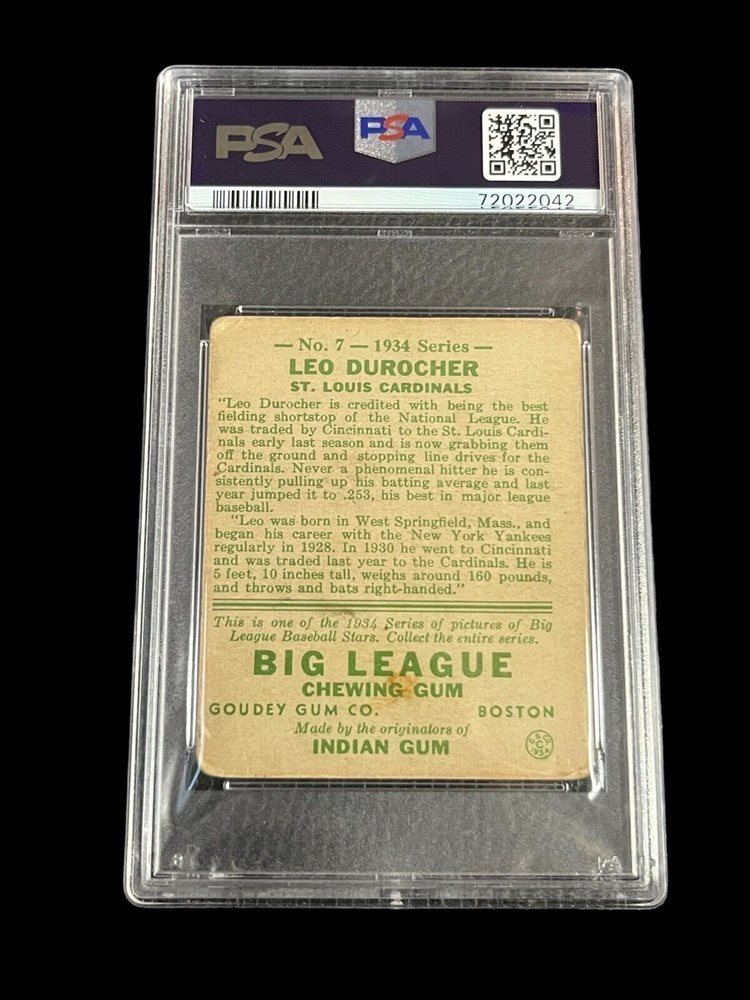 PSA
PSA
72022042
— No. 7 — 1934 Series —
LEO DUROCHER
ST. LOUIS CARDINALS
"Leo Durocher is credited with being the best
fielding shortstop of the National League. He
was traded by Cincinnati to the St. Louis Cardi-
nals early last season and is now grabbing them
off the ground and stopping line drives for the
Cardinals. Never a phenomenal hitter he is con-
sistently pulling up his batting average and last
year jumped it to .253, his best in major league
baseball.
"Leo was born in West Springfield, Mass., and
began his career with the New York Yankees
regularly in 1928. In 1930 he went to Cincinnati
and was traded last year to the Cardinals. He is
5 feet, 10 inches tall, weighs around 160 pounds,
and throws and bats right-handed."
This is one of the 1934 Series of pictures of Big
League Baseball Stars. Collect the entire series.
BIG LEAGUE
CHEWING GUM
GOUDEY GUM CO. BOSTON
Made by the originators of
INDIAN GUM